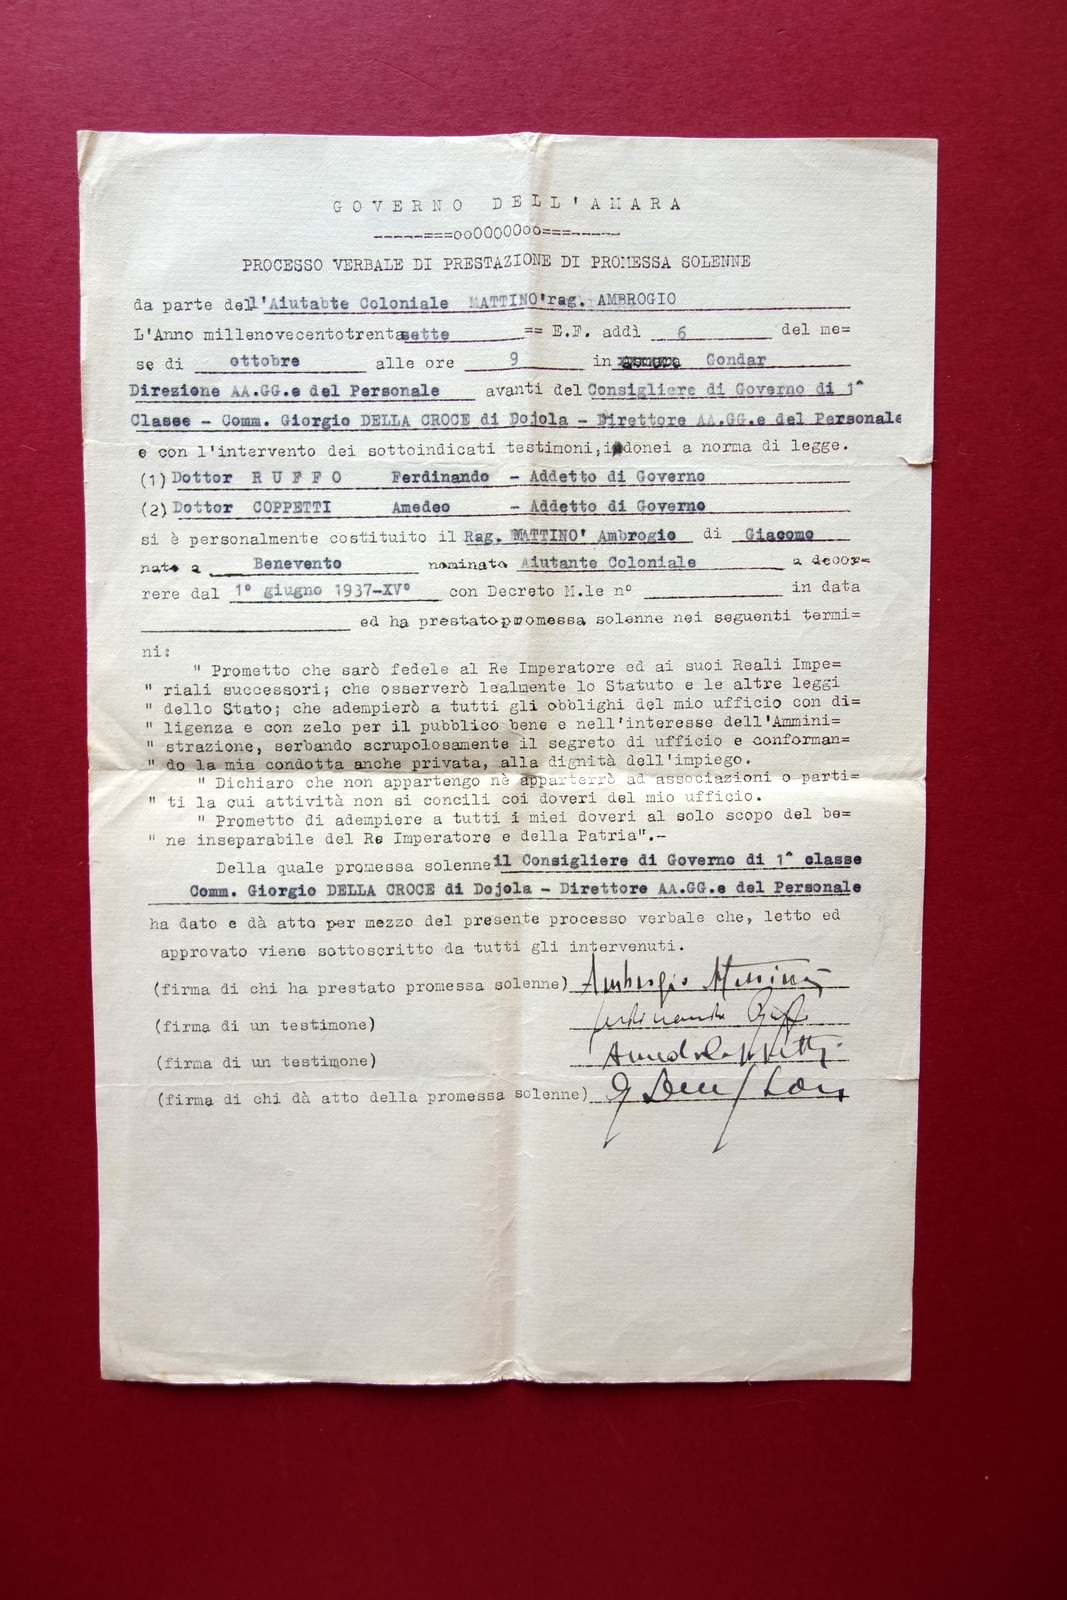 GOVERNO DELL'AMARA
-----===ooOOOOOoo===-----
PROCESSO VERBALE DI PRESTAZIONE DI PROMESSA SOLENNE
da parte dell'Aiutabte Coloniale MATTINO'rag. AMBROGIO
L'Anno millenovecentotrentasette == E.F. addì 6 del me=
se di ottobre alle ore 9 in Gondar
Direzione AA.GG.e del Personale avanti del Consigliere di Governo di 1^
Classe - Comm. Giorgio DELLA CROCE di Dojola - Direttore AA.GG.e del Personale
e con l'intervento dei sottoindicati testimoni, idonei a norma di legge.
(1) Dottor RUFFO Ferdinando - Addetto di Governo
(2) Dottor COPPETTI Amedeo - Addetto di Governo
si è personalmente costituito il Rag. MATTINO' Ambrogio di Giacomo
nato a Benevento nominato Aiutante Coloniale a decor=
rere dal 1° giugno 1937-XV° con Decreto M.le n° in data
ed ha prestato promessa solenne nei seguenti termi=
ni:
" Prometto che sarò fedele al Re Imperatore ed ai suoi Reali Impe=
" riali successori; che osserverò lealmente lo Statuto e le altre leggi
" dello Stato; che adempierò a tutti gli obblighi del mio ufficio con di=
" ligenza e con zelo per il pubblico bene e nell'interesse dell'Ammini=
" strazione, serbando scrupolosamente il segreto di ufficio e conforman=
" do la mia condotta anche privata, alla dignità dell'impiego.
" Dichiaro che non appartengo nè apparterrò ad associazioni o parti=
" ti la cui attività non si concili coi doveri del mio ufficio.
" Prometto di adempiere a tutti i miei doveri al solo scopo del be=
" ne inseparabile del Re Imperatore e della Patria".-
Della quale promessa solenne il Consigliere di Governo di 1^ classe
Comm. Giorgio DELLA CROCE di Dojola - Direttore AA.GG.e del Personale
ha dato e dà atto per mezzo del presente processo verbale che, letto ed
approvato viene sottoscritto da tutti gli intervenuti.
(firma di chi ha prestato promessa solenne) Ambrogio
(firma di un testimone) Ferdinando Ruffo
(firma di un testimone) Amedeo Coppetti
(firma di chi dà atto della promessa solenne)